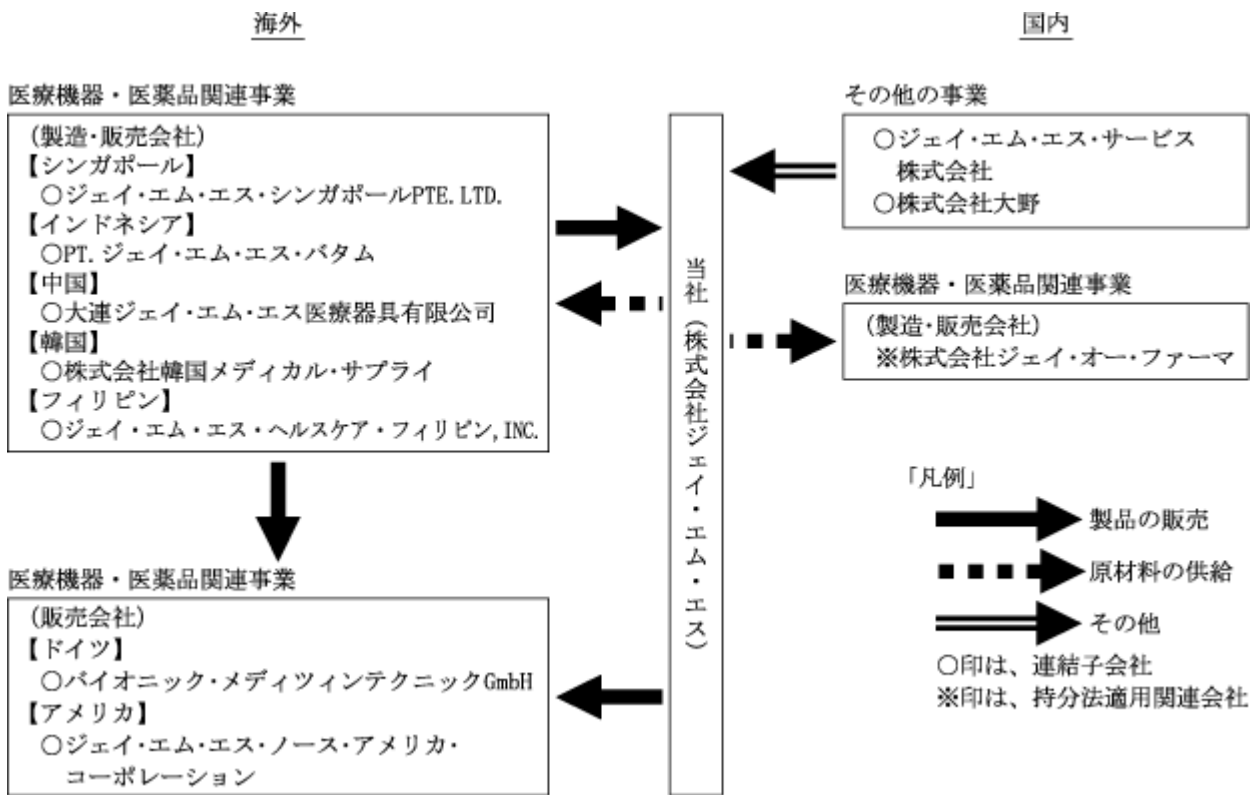 海外
医療機器・医薬品関連事業
(製造・販売会社)
【シンガポール】
○ジェイ・エム・エス・シンガポールPTE.LTD.
【インドネシア】
○PT.ジェイ・エム・エス・バタム
【中国】
○大連ジェイ・エム・エス医療器具有限公司
【韓国】
○株式会社韓国メディカル・サプライ
【フィリピン】
○ジェイ・エム・エス・ヘルスケア・フィリピン,INC.
医療機器・医薬品関連事業
(販売会社)
【ドイツ】
○バイオニック・メディツィンテクニックGmbH
【アメリカ】
○ジェイ・エム・エス・ノース・アメリカ・
コーポレーション
当社(株式会社ジェイ・エム・エス)
国内
その他の事業
○ジェイ・エム・エス・サービス
株式会社
○株式会社大野
医療機器・医薬品関連事業
(製造・販売会社)
※株式会社ジェイ・オー・ファーマ
「凡例」
製品の販売
原材料の供給
その他
○印は、連結子会社
※印は、持分法適用関連会社